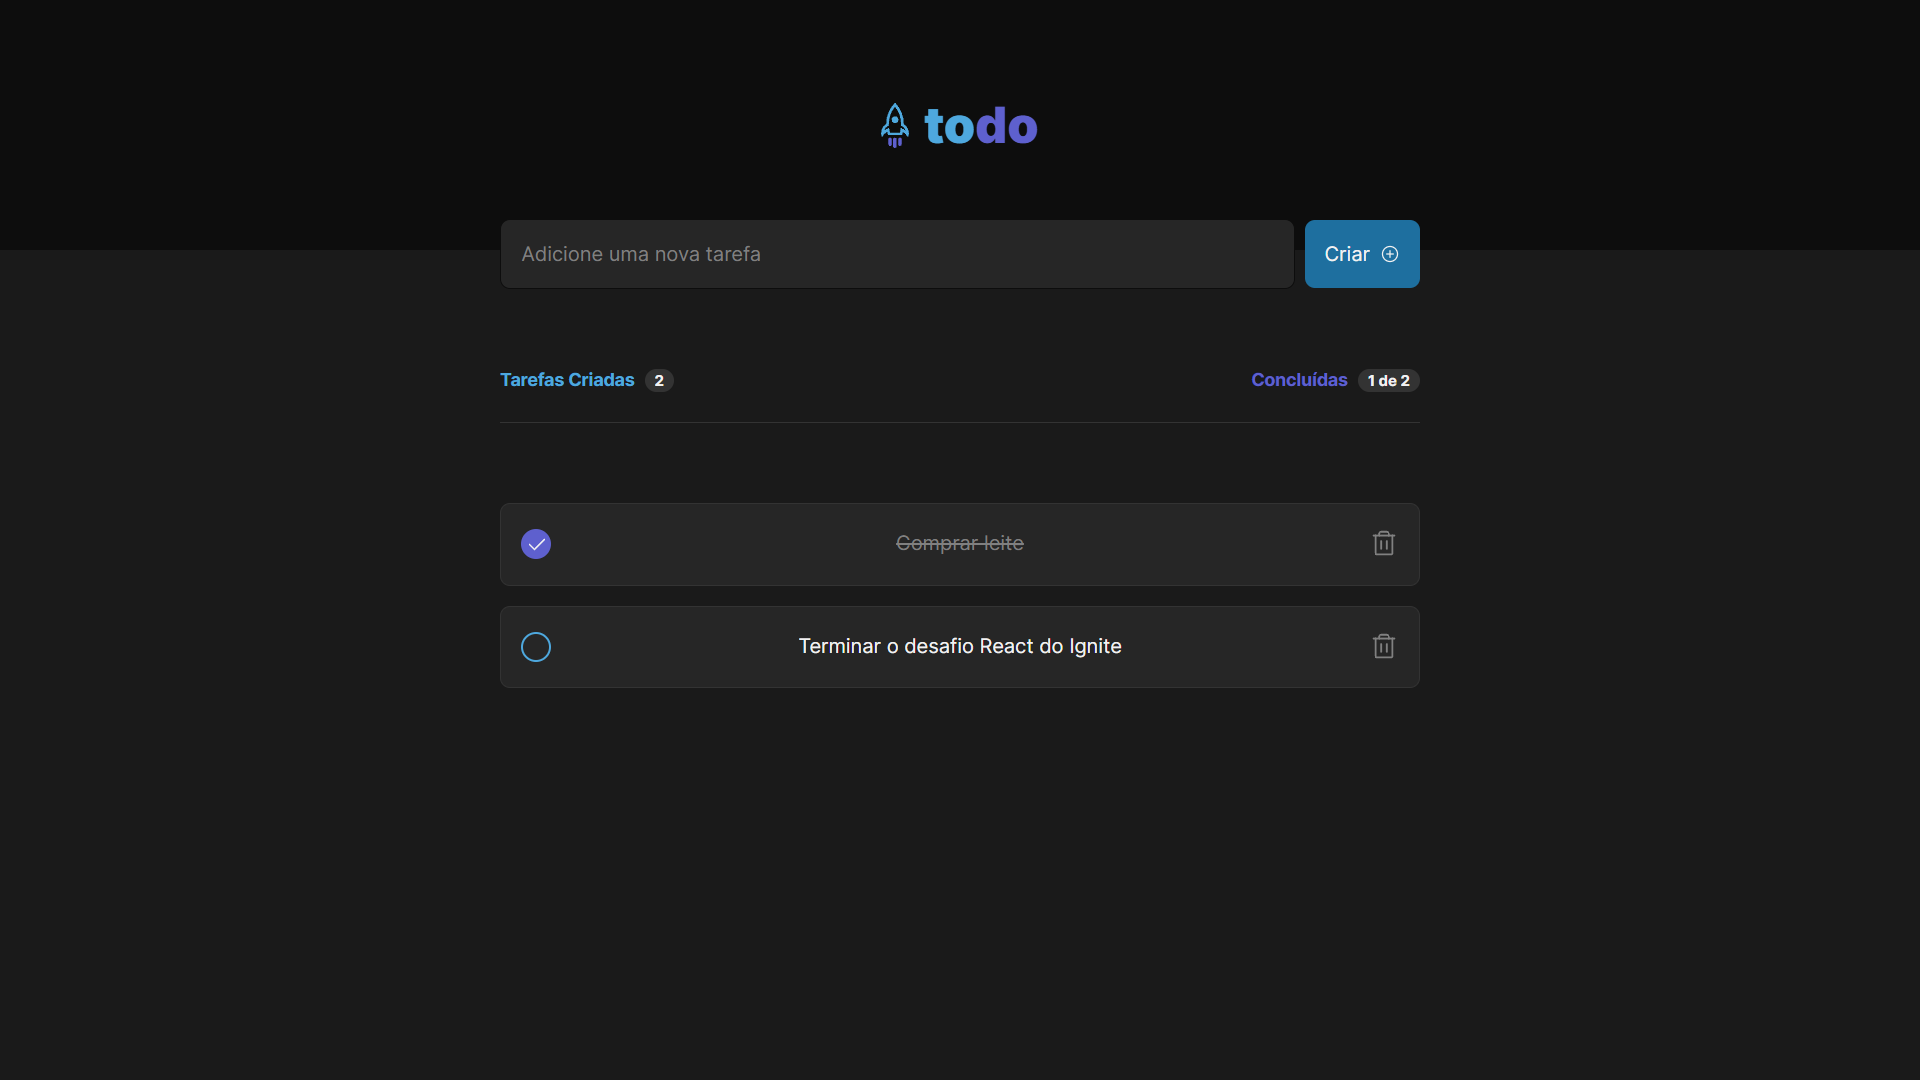 todo
Adicione uma nova tarefa
Criar
Tarefas Criadas 2
Concluídas 1 de 2
Comprar leite
Terminar o desafio React do Ignite